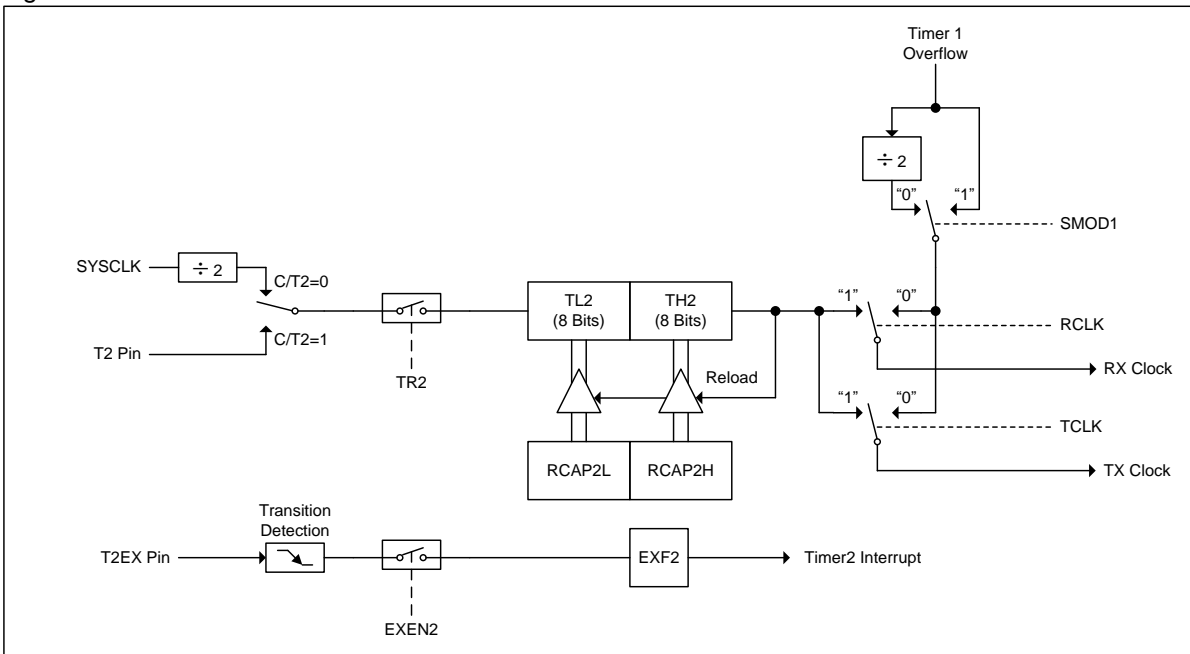 Timer 1
Overflow
÷ 2
"0"
"1"
SMOD1
SYSCLK
÷ 2
C/T2=0
T2 Pin
C/T2=1
TR2
TL2
(8 Bits)
TH2
(8 Bits)
"1"
"0"
RCLK
RX Clock
Reload
"1"
"0"
TCLK
TX Clock
RCAP2L
RCAP2H
Transition
Detection
T2EX Pin
EXF2
Timer2 Interrupt
EXEN2